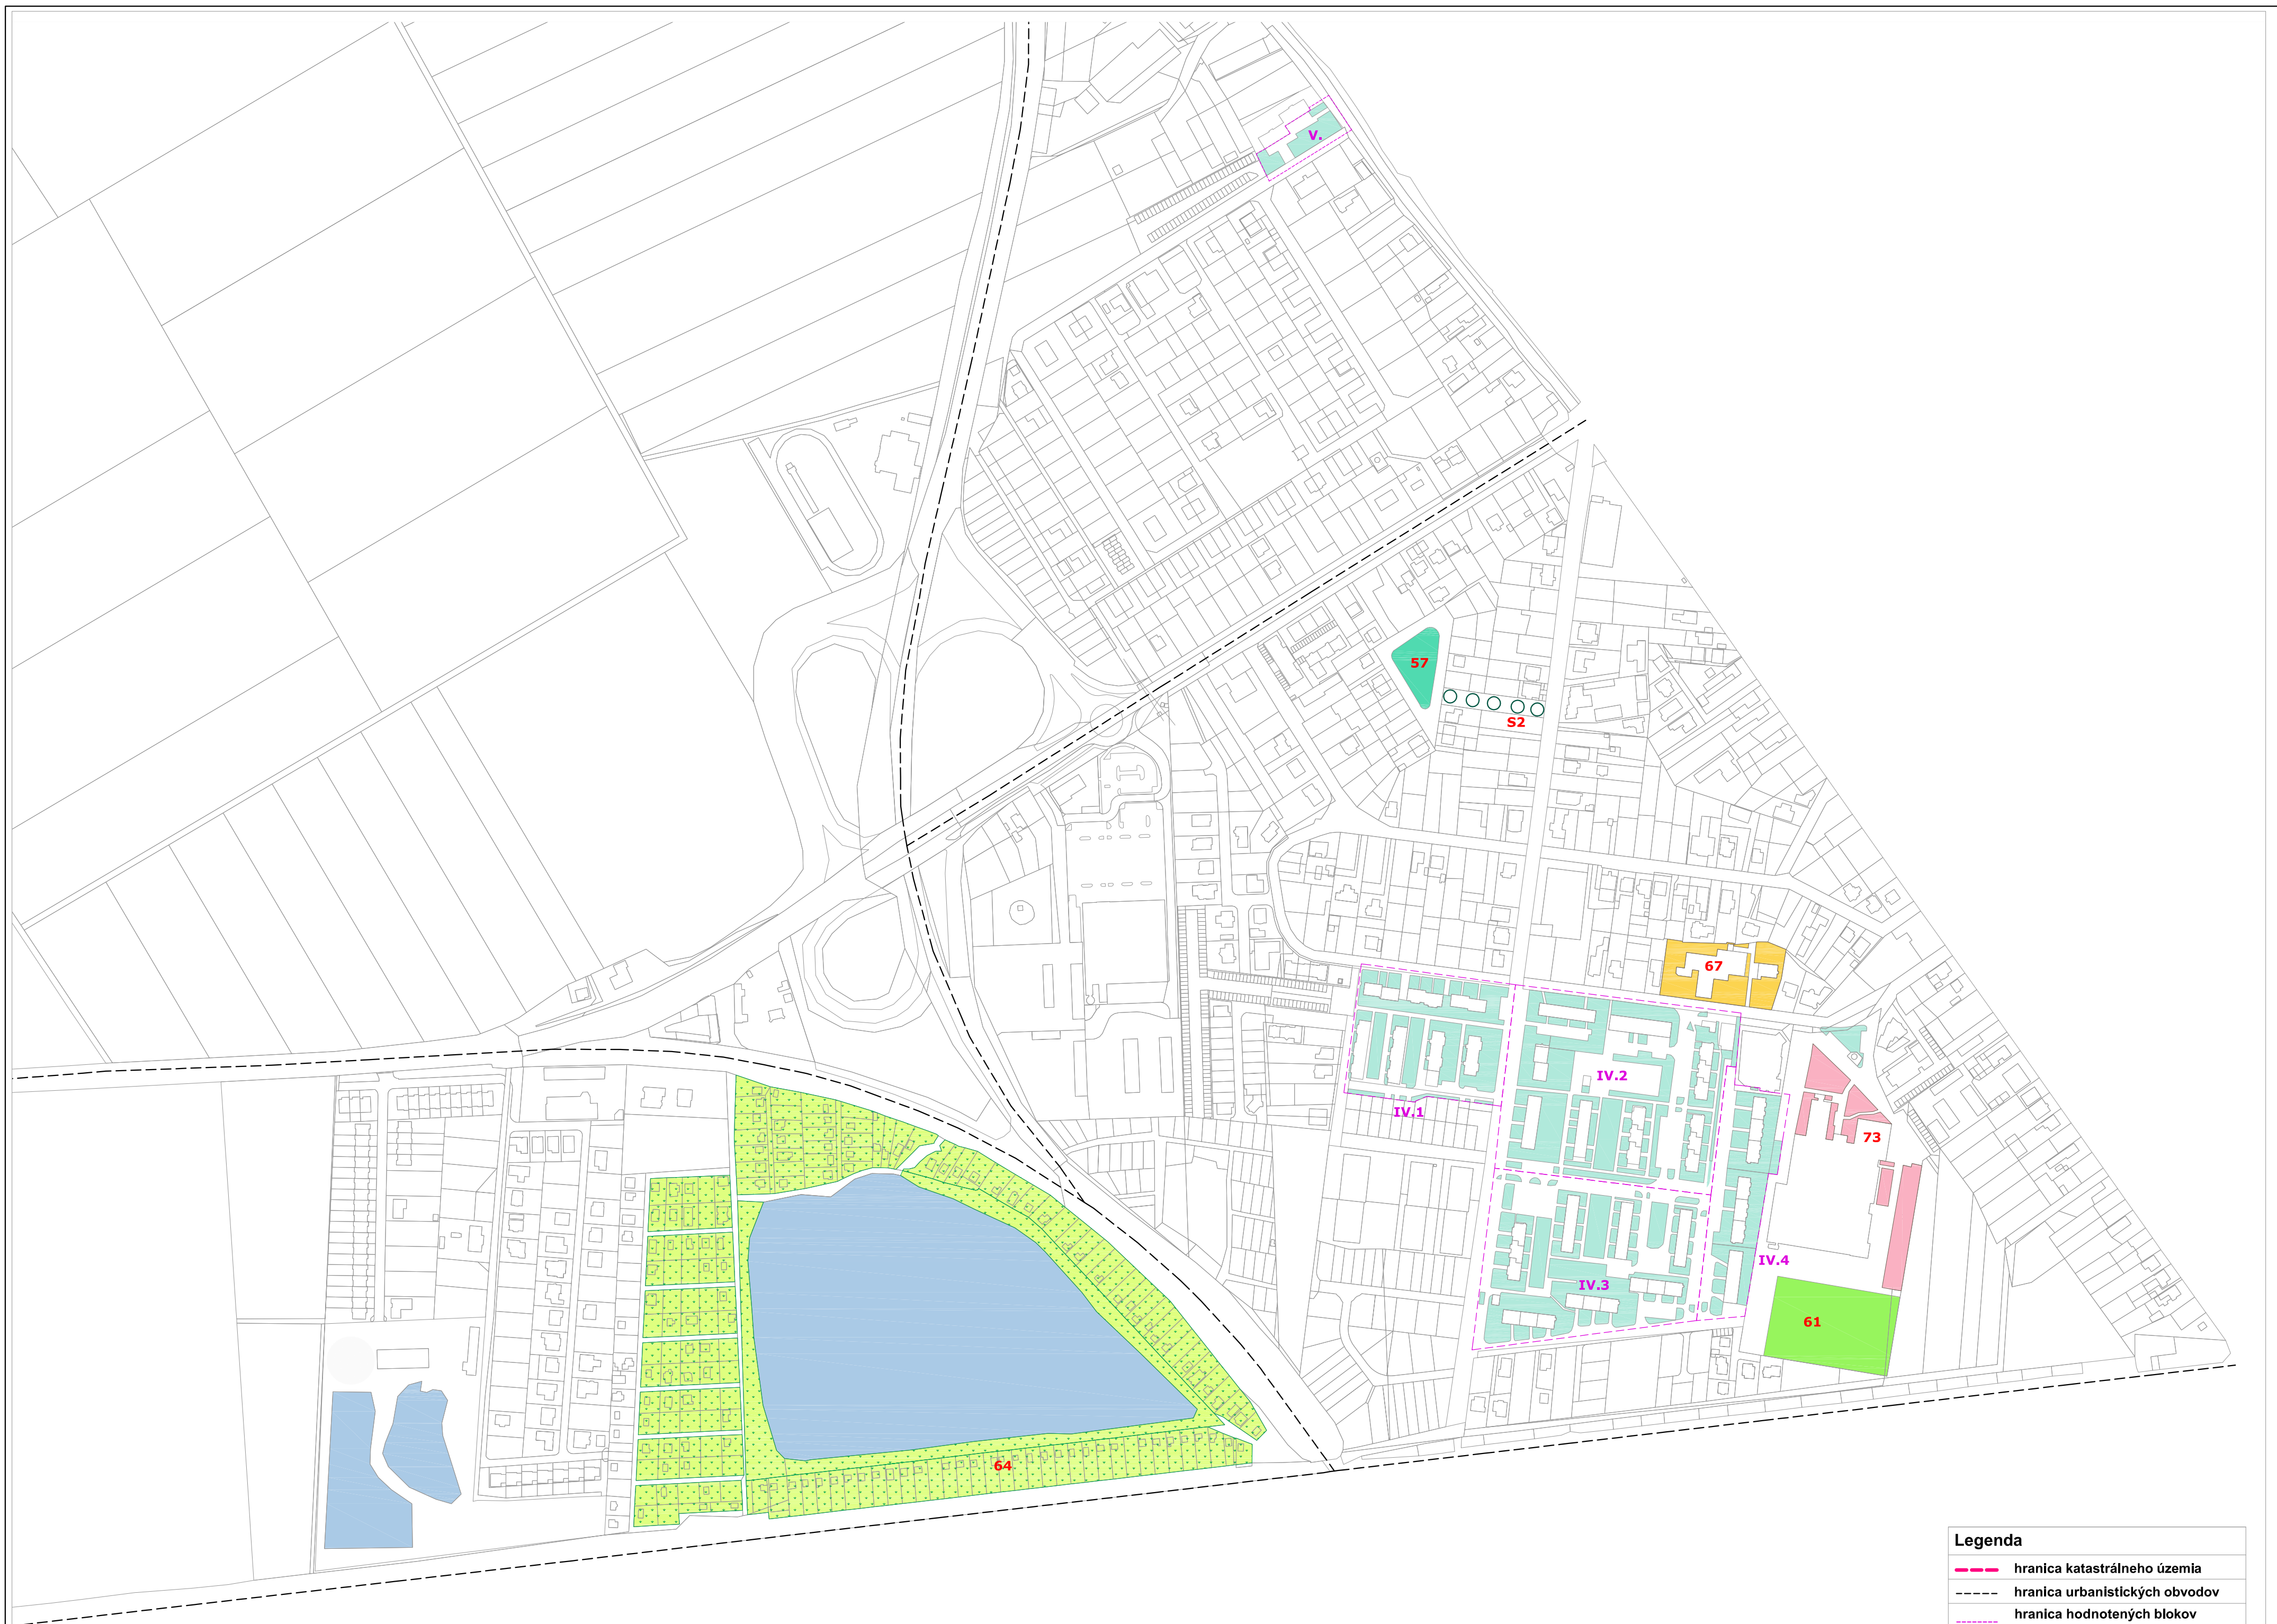 V.
57
S2
67
IV.2
IV.1
73
IV.4
IV.3
61
64
Legenda
hranica katastrálneho územia
hranica urbanistických obvodov
hranica hodnotených blokov